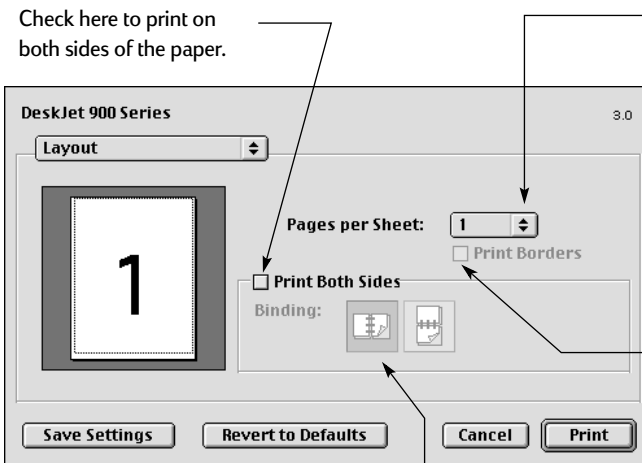 Check here to print on
both sides of the paper.
DeskJet 900 Series 3.0
Layout
1
Pages per Sheet: 1
Print Borders
Print Both Sides
Binding:
Save Settings Revert to Defaults Cancel Print